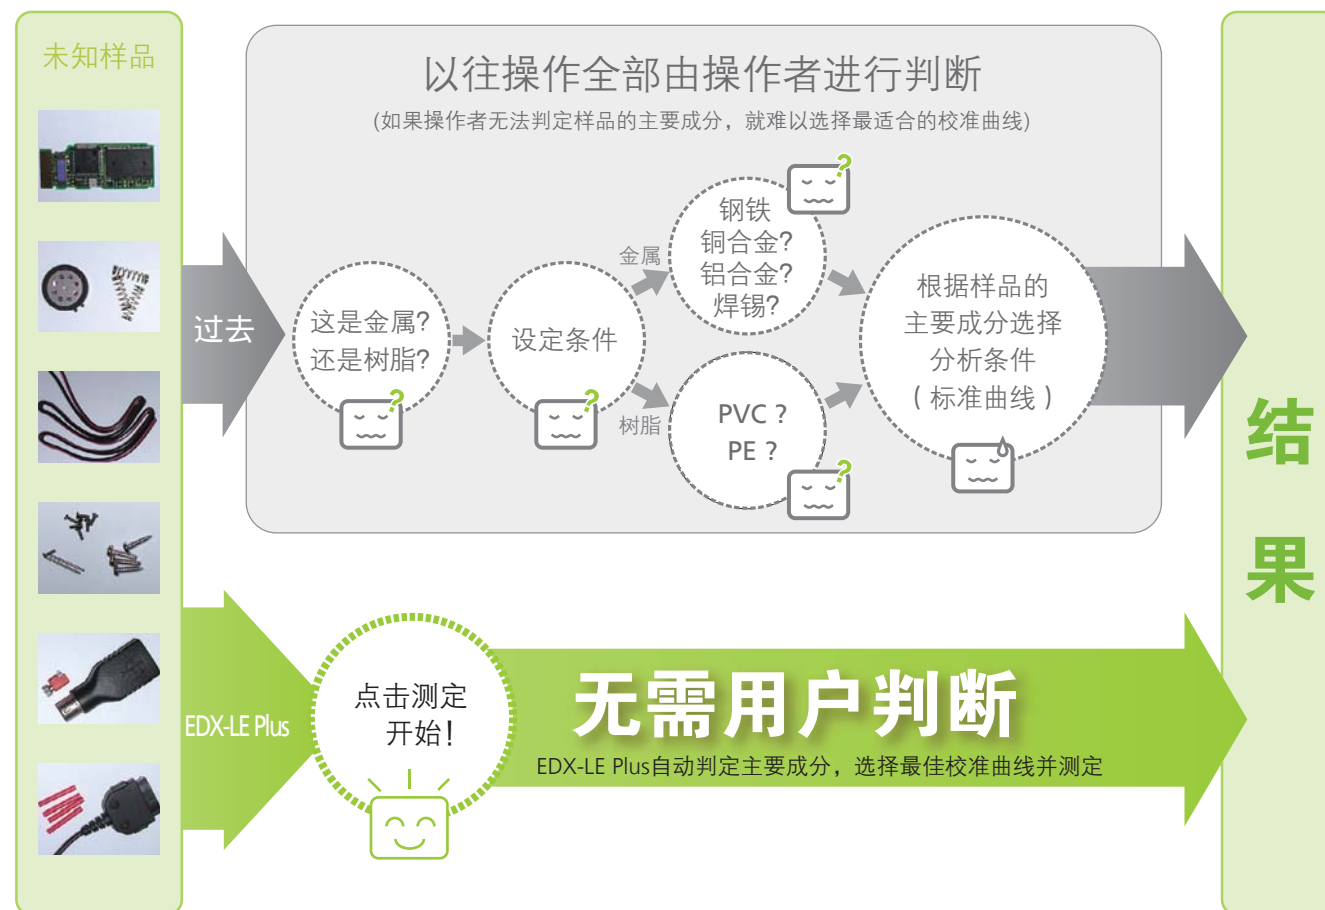 未知样品
以往操作全部由操作者进行判断
(如果操作者无法判定样品的主要成分，就难以选择最适合的校准曲线)
过去
这是金属?
还是树脂?
?
设定条件
?
金属
树脂
钢铁
铜合金?
铝合金?
焊锡?
?
PVC ?
PE ?
?
根据样品的
主要成分选择
分析条件
(标准曲线)
结
果
EDX-LE Plus
点击测定
开始!
无需用户判断
EDX-LE Plus自动判定主要成分，选择最佳校准曲线并测定